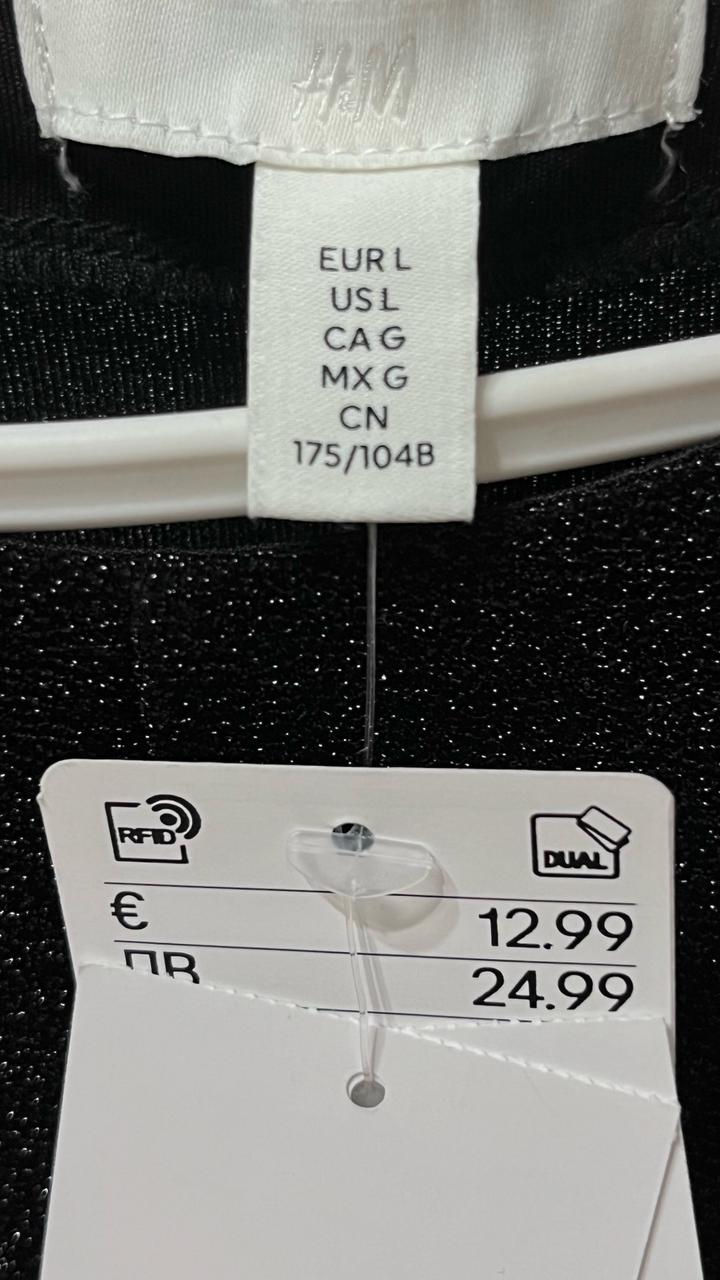 H&M
EUR L
US L
CA G
MX G
CN
175/104B
RFID
DUAL
€ 12.99
ЛВ 24.99